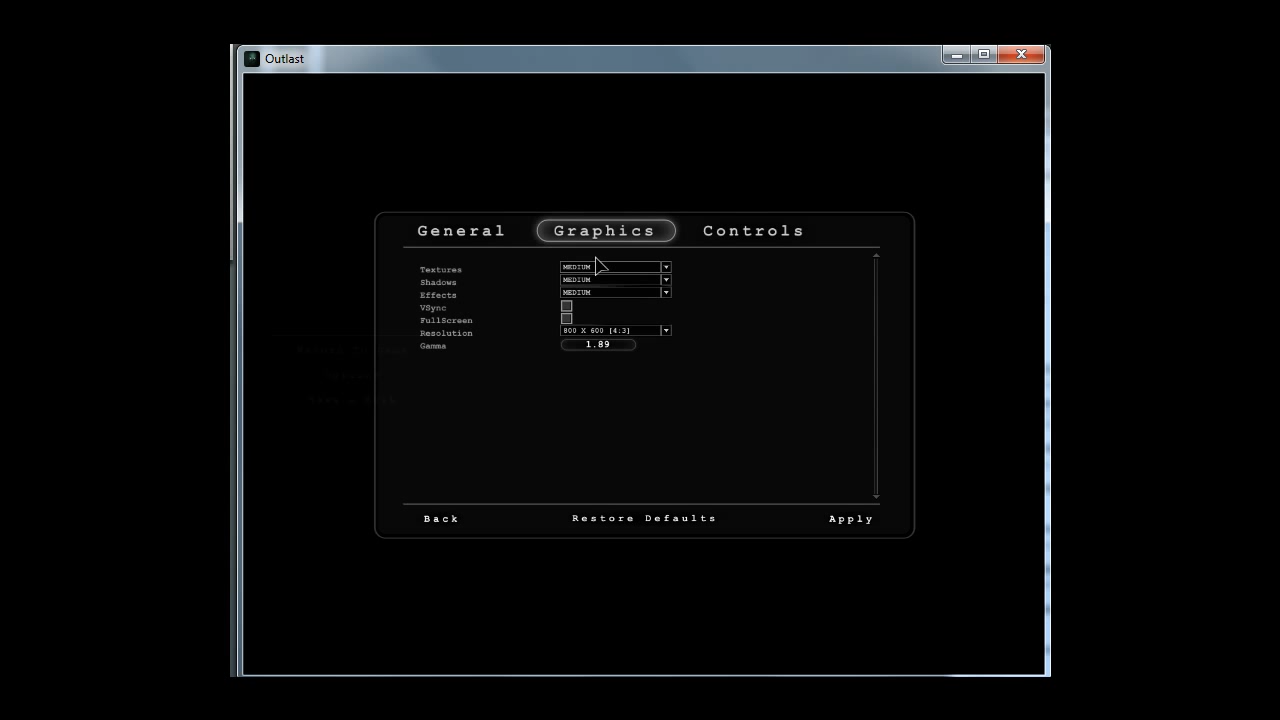 Outlast
General Graphics Controls
Textures MEDIUM
Shadows MEDIUM
Effects MEDIUM
VSync
FullScreen
Resolution 800 X 600 [4:3]
Gamma 1.89
Back Restore Defaults Apply